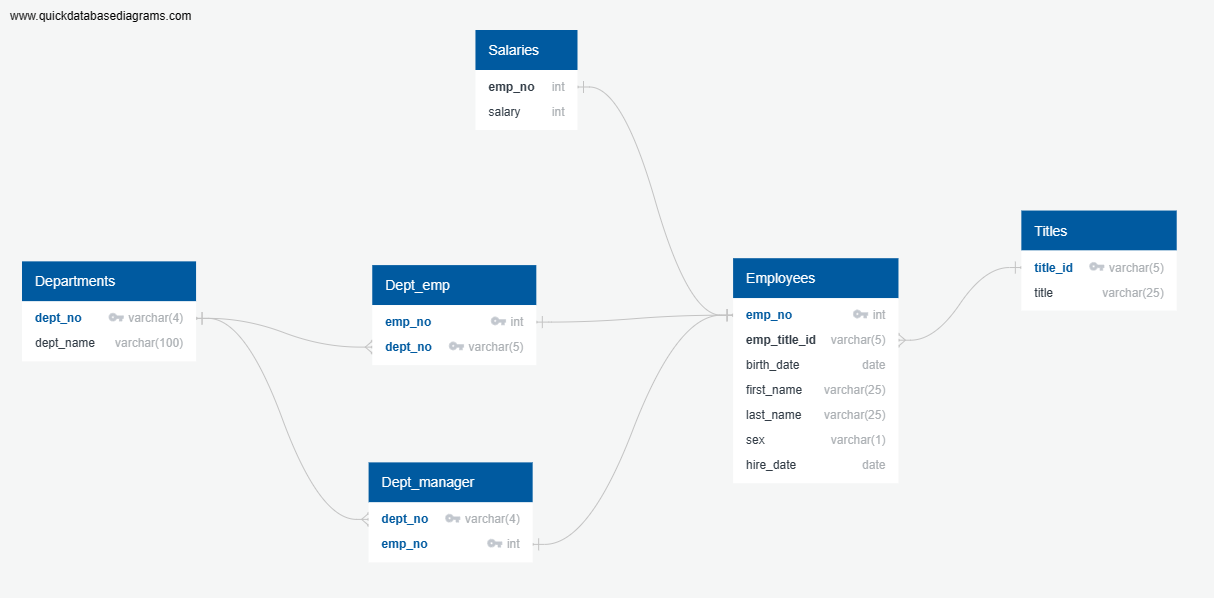 www.quickdatabasediagrams.com
Salaries
emp_no int
salary int
Departments
dept_no varchar(4)
dept_name varchar(100)
Dept_emp
emp_no int
dept_no varchar(5)
Dept_manager
dept_no varchar(4)
emp_no int
Employees
emp_no int
emp_title_id varchar(5)
birth_date date
first_name varchar(25)
last_name varchar(25)
sex varchar(1)
hire_date date
Titles
title_id varchar(5)
title varchar(25)